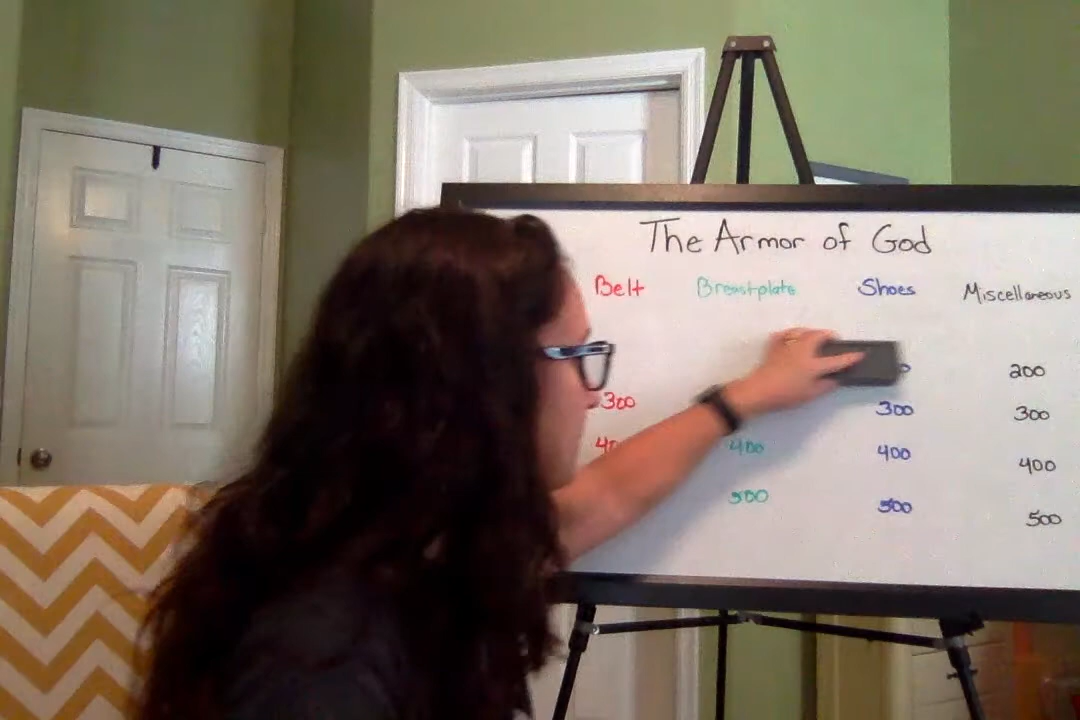 The Armor of God
Belt Breastplate Shoes Miscellaneous
200
300 300 300
400 400 400
500 500 500